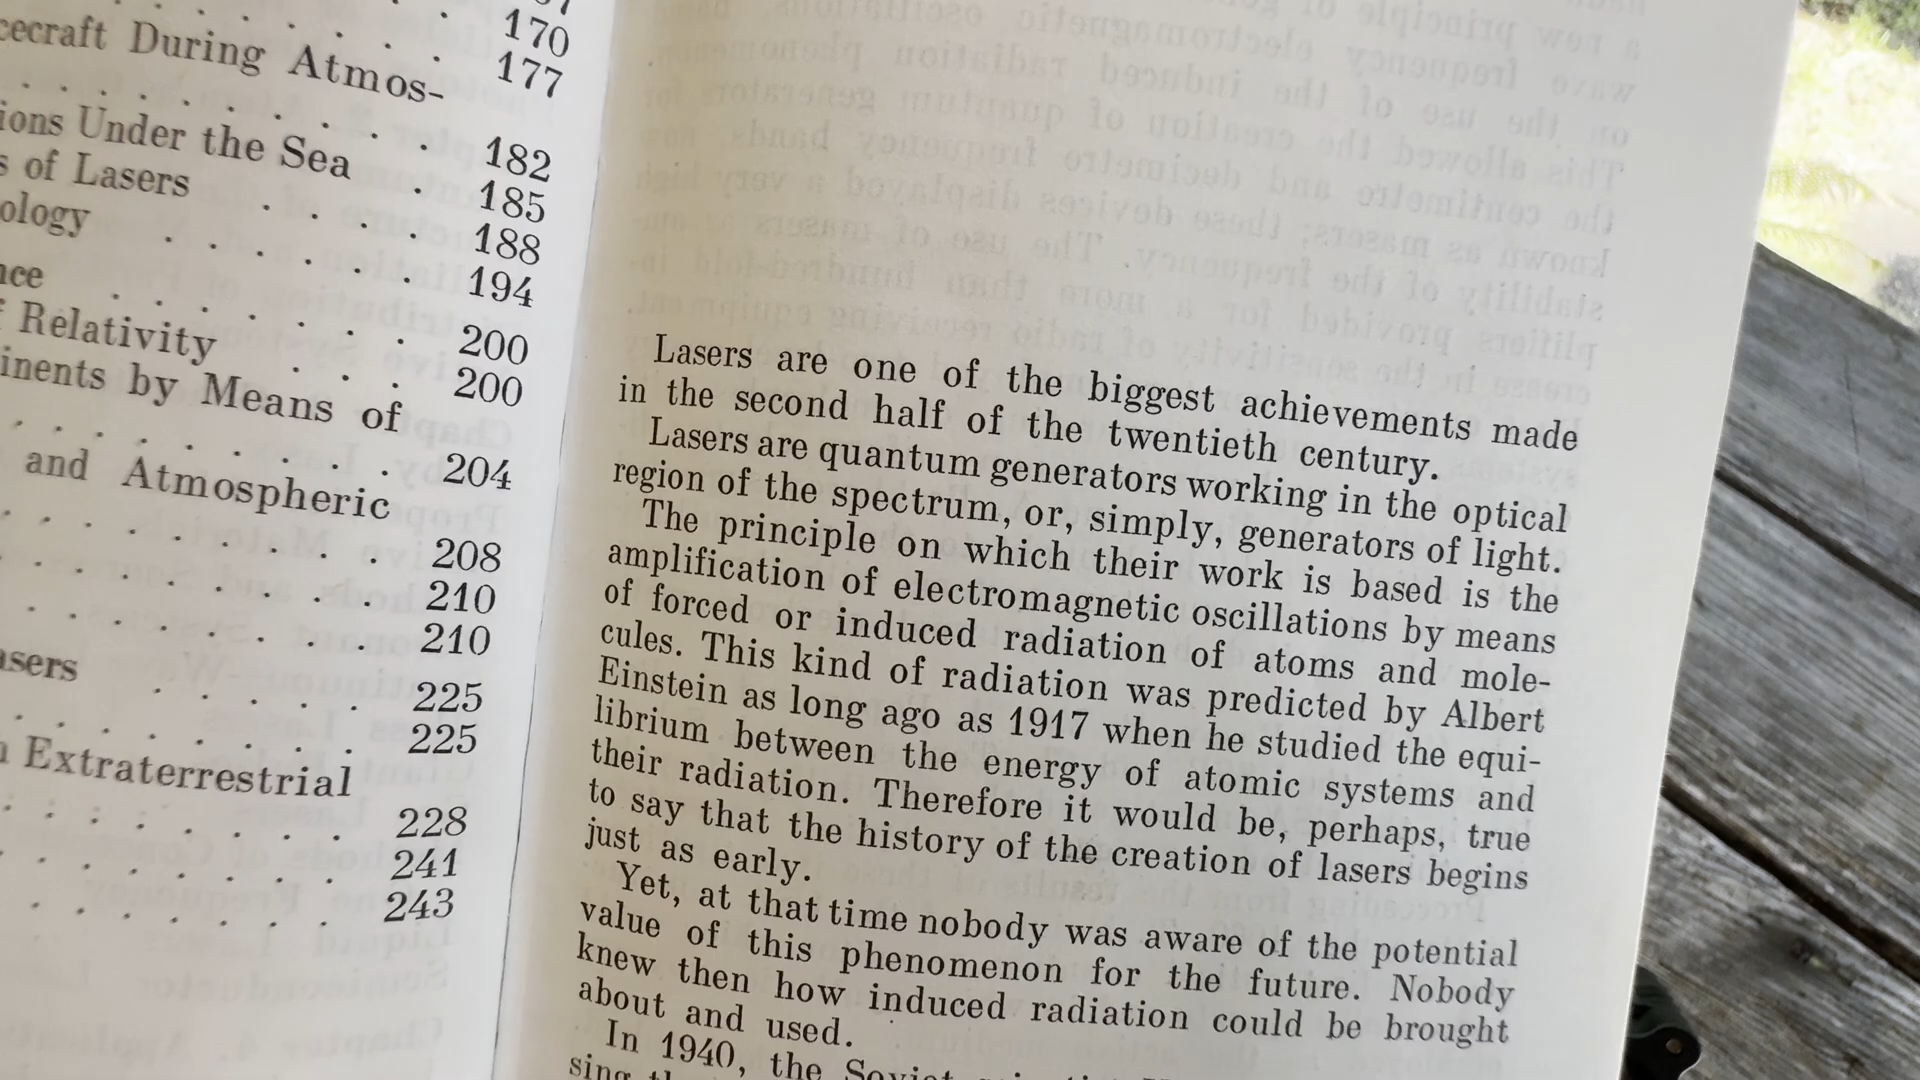 170
177
cecraft During Atmos-
182
ions Under the Sea . 185
s of Lasers . . . . 188
ology . . . . . . 194
nce . . . . . . 200
Relativity . . . 200
inents by Means of
. . . . . . . . . . 204
and Atmospheric
. . . . . . . . . 208
. . . . . . . . . 210
. . . . . . . . 210
asers . . . . . 225
. . . . . . . . 225
Extraterrestrial
. . . . . . . . 228
. . . . . . . . 241
. . . . . . . . 243
Lasers are one of the biggest achievements made
in the second half of the twentieth century.
Lasers are quantum generators working in the optical
region of the spectrum, or, simply, generators of light.
The principle on which their work is based is the
amplification of electromagnetic oscillations by means
of forced or induced radiation of atoms and mole-
cules. This kind of radiation was predicted by Albert
Einstein as long ago as 1917 when he studied the equi-
librium between the energy of atomic systems and
their radiation. Therefore it would be, perhaps, true
to say that the history of the creation of lasers begins
just as early.
Yet, at that time nobody was aware of the potential
value of this phenomenon for the future. Nobody
knew then how induced radiation could be brought
about and used.
In 1940, the Soviet
sing